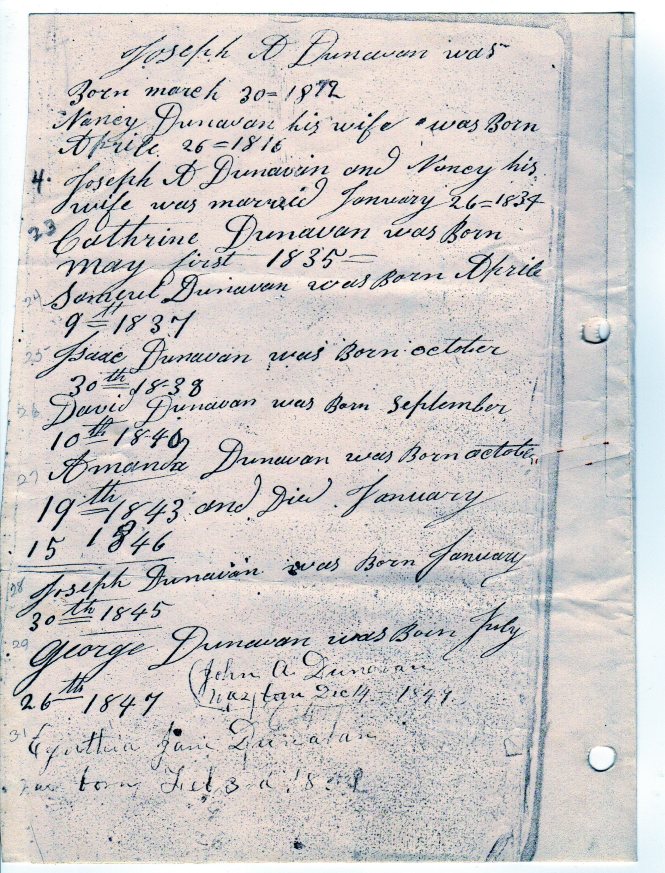 Joseph A Dunavan was
Born march 30= 1812
Nancy Dunavan his wife was Born
Aprile 26=1816
4. Joseph A Dunavan and Nancy his
wife was married January 26=1834
23 Cathrine Dunavan was Born
may first 1835=
24 Samuel Dunavan was Born Aprile
9th 1837
25 Isaac Dunavan was Born october
30th 1838
26 David Dunavan was Born September
10th 1840
27 Amanda Dunavan was Born october
19th 1843 and Died January
15 1846
28 Joseph Dunavan was Born January
30th 1845
29 George Dunavan was Born July
26th 1847
(John A. Dunavan
was born Dec 14 1849
31 Cynthia Jane Dunavan
was born Feb 3rd